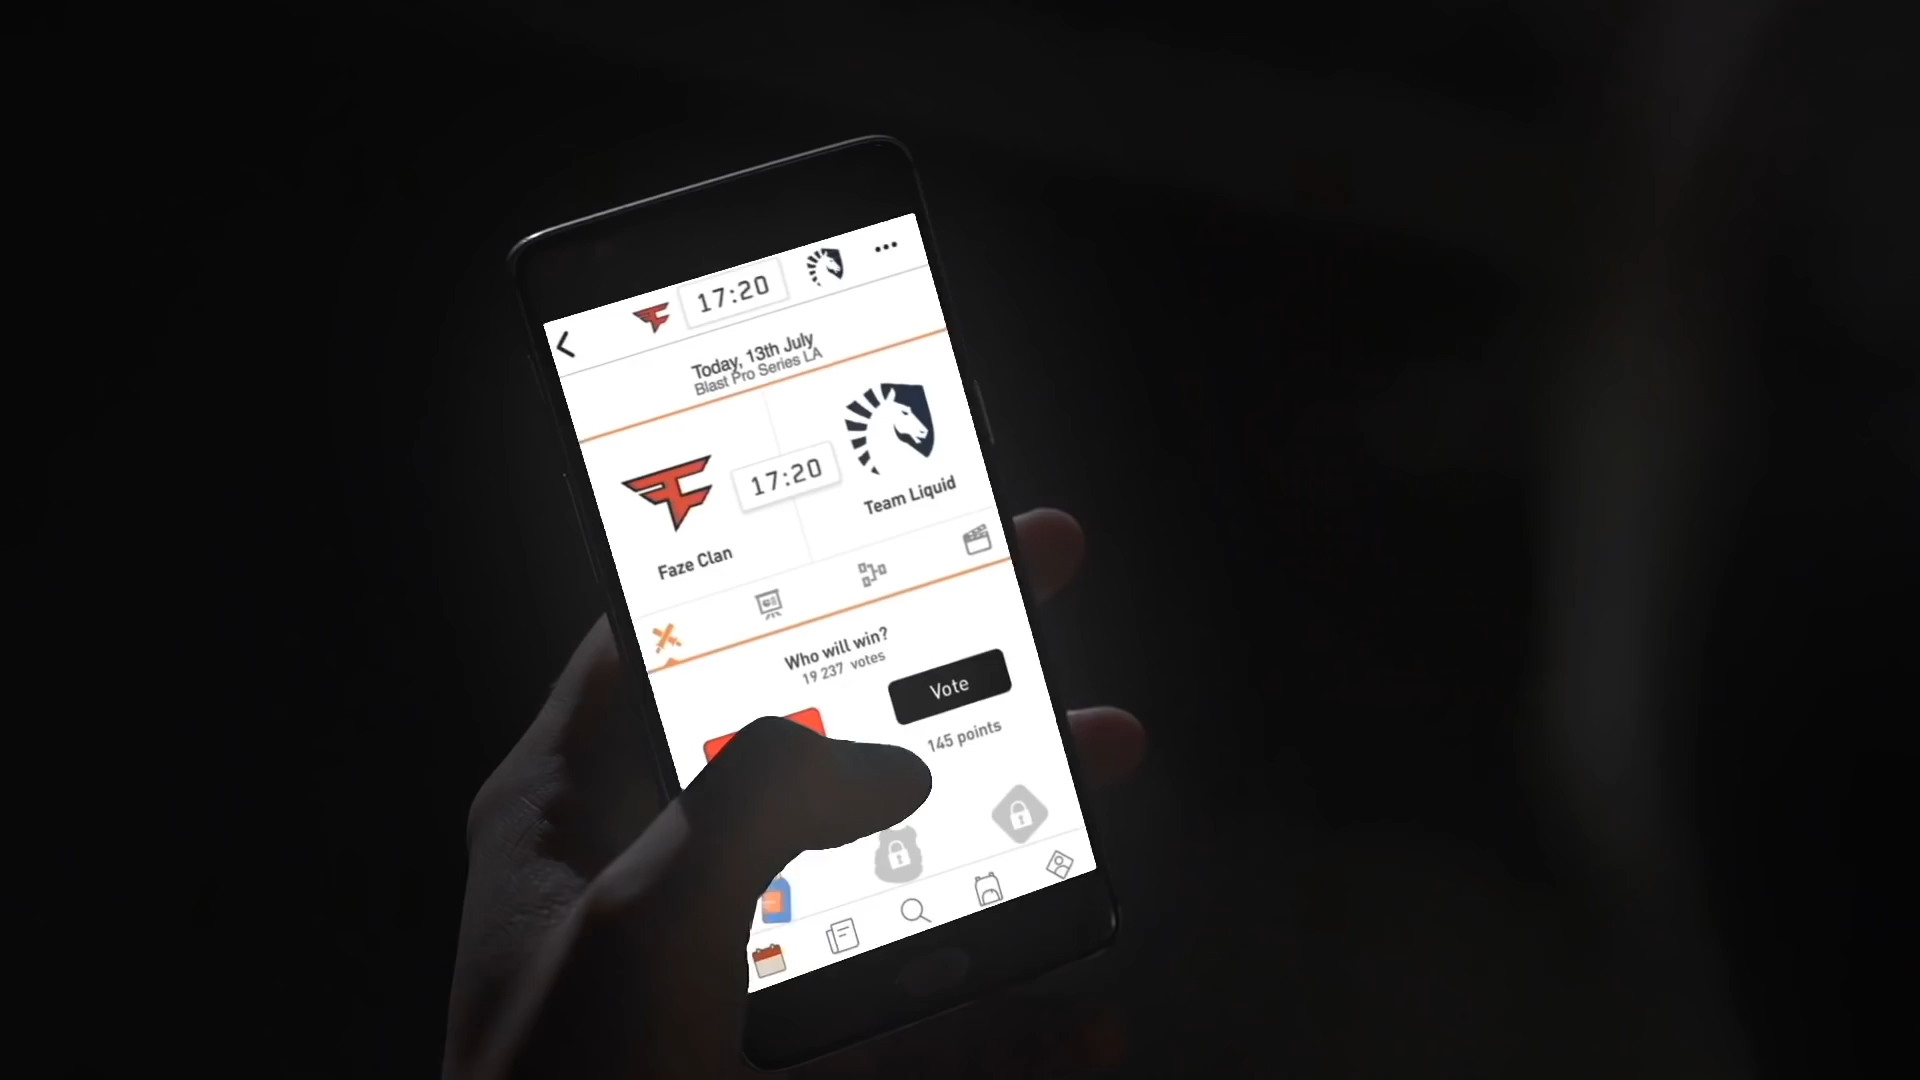 17:20
Today, 13th July
Blast Pro Series LA
17:20
Team Liquid
Faze Clan
Who will win?
19 237 votes
Vote
145 points